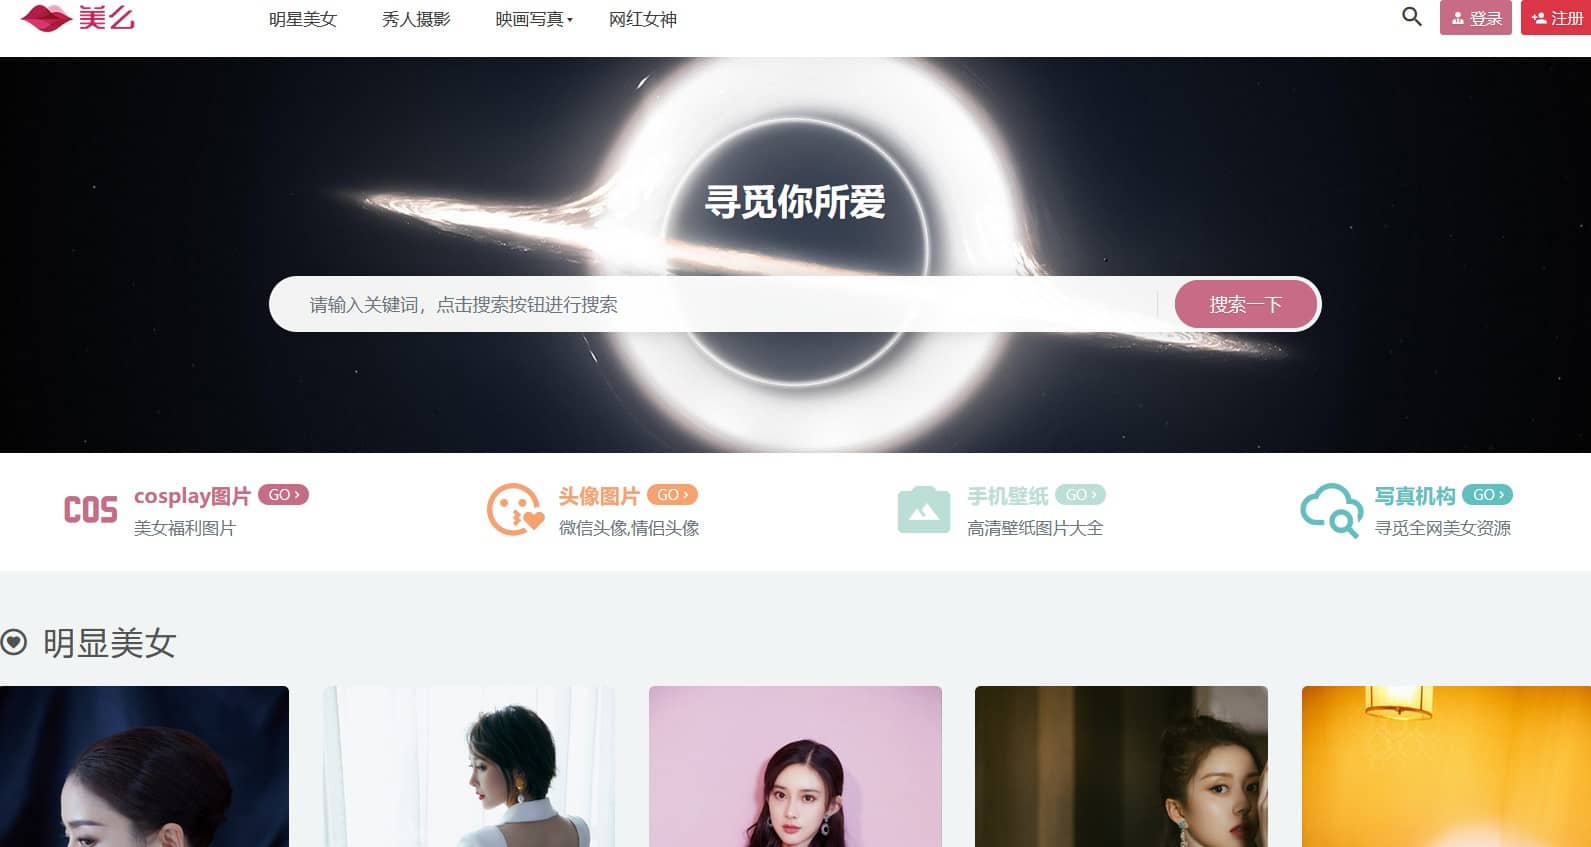 美么
明星美女 秀人摄影 映画写真 网红女神
登录 注册
寻觅你所爱
请输入关键词，点击搜索按钮进行搜索 搜索一下
COS cosplay图片 GO ›
美女福利图片
头像图片 GO ›
微信头像,情侣头像
手机壁纸 GO ›
高清壁纸图片大全
写真机构 GO ›
寻觅全网美女资源
明显美女